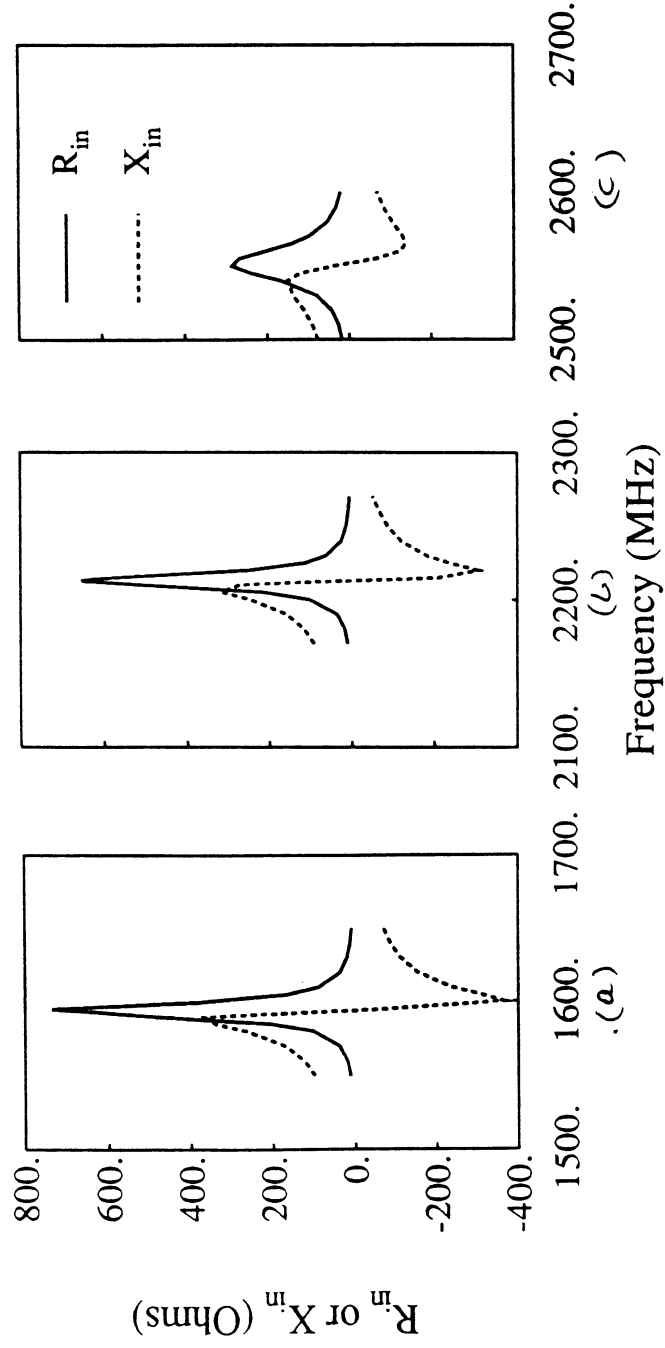 R_in or X_in (Ohms)
800.
600.
400.
200.
0.
-200.
-400.
1500.
1600.
1700.
.(a)
2100.
2200.
2300.
(b)
2500.
2600.
2700.
(c)
R_in
X_in
Frequency (MHz)